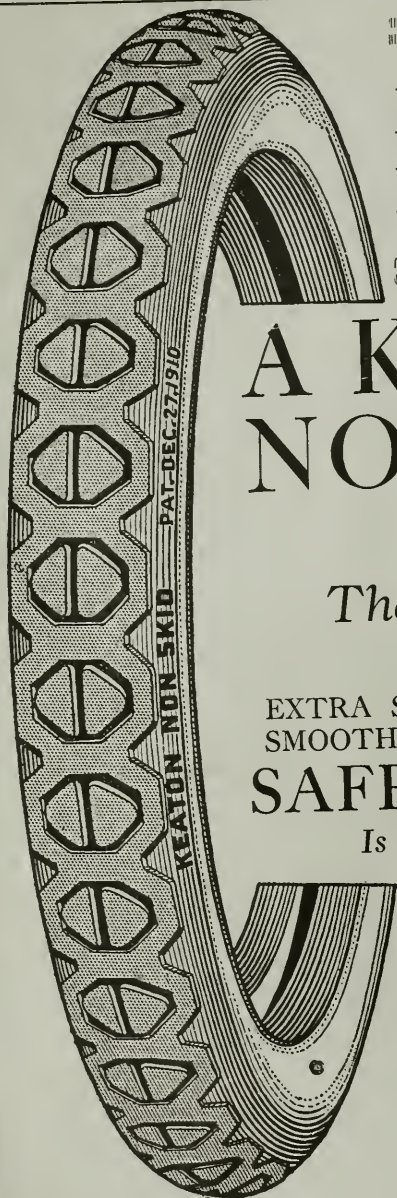 KEATON NON SKID PAT. DEC. 27, 1910
A K
NO
The
EXTRA S
SMOOTH
SAFE
Is